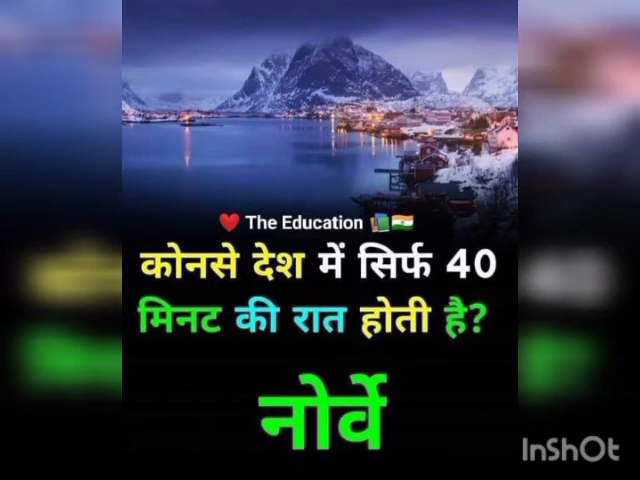 ❤️ The Education 📚🇮🇳
कोनसे देश में सिर्फ 40
मिनट की रात होती है?
नोर्वे
InShOt